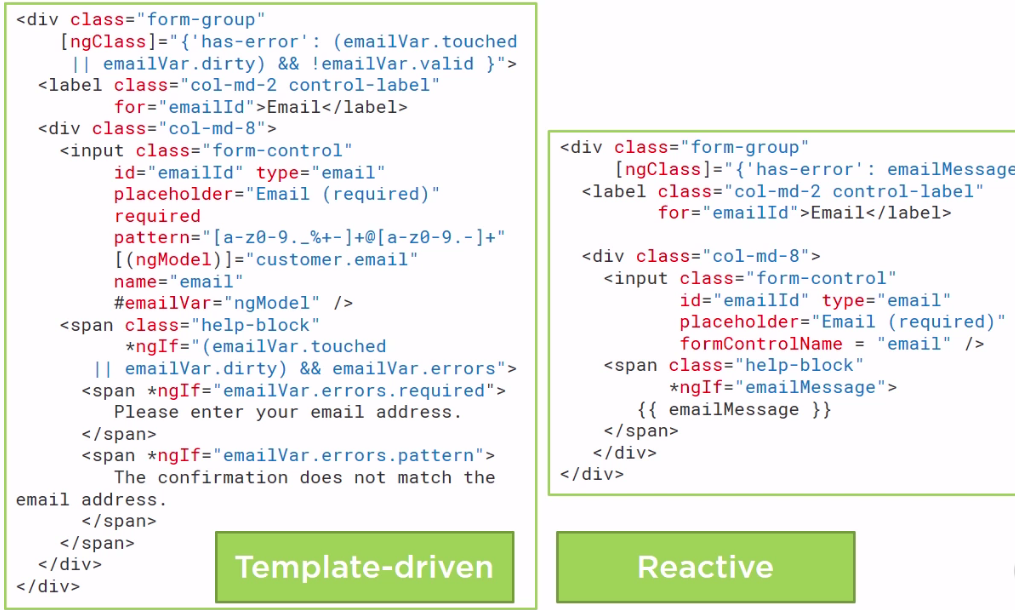 <div class="form-group"
[ngClass]="{'has-error': (emailVar.touched
|| emailVar.dirty) && !emailVar.valid }">
<label class="col-md-2 control-label"
for="emailId">Email</label>
<div class="col-md-8">
<input class="form-control"
id="emailId" type="email"
placeholder="Email (required)"
required
pattern="[a-z0-9._%+-]+@[a-z0-9.-]+"
[(ngModel)]="customer.email"
name="email"
#emailVar="ngModel" />
<span class="help-block"
*ngIf="(emailVar.touched
|| emailVar.dirty) && emailVar.errors">
<span *ngIf="emailVar.errors.required">
Please enter your email address.
</span>
<span *ngIf="emailVar.errors.pattern">
The confirmation does not match the
email address.
</span>
</span>
</div>
</div>
Template-driven
<div class="form-group"
[ngClass]="{'has-error': emailMessage
<label class="col-md-2 control-label"
for="emailId">Email</label>
<div class="col-md-8">
<input class="form-control"
id="emailId" type="email"
placeholder="Email (required)"
formControlName = "email" />
<span class="help-block"
*ngIf="emailMessage">
{{ emailMessage }}
</span>
</div>
</div>
Reactive